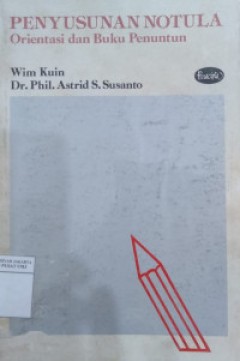 PENYUSUNAN NOTULA
Orientasi dan Buku Penuntun
Wim Kuin
Dr. Phil. Astrid S. Susanto